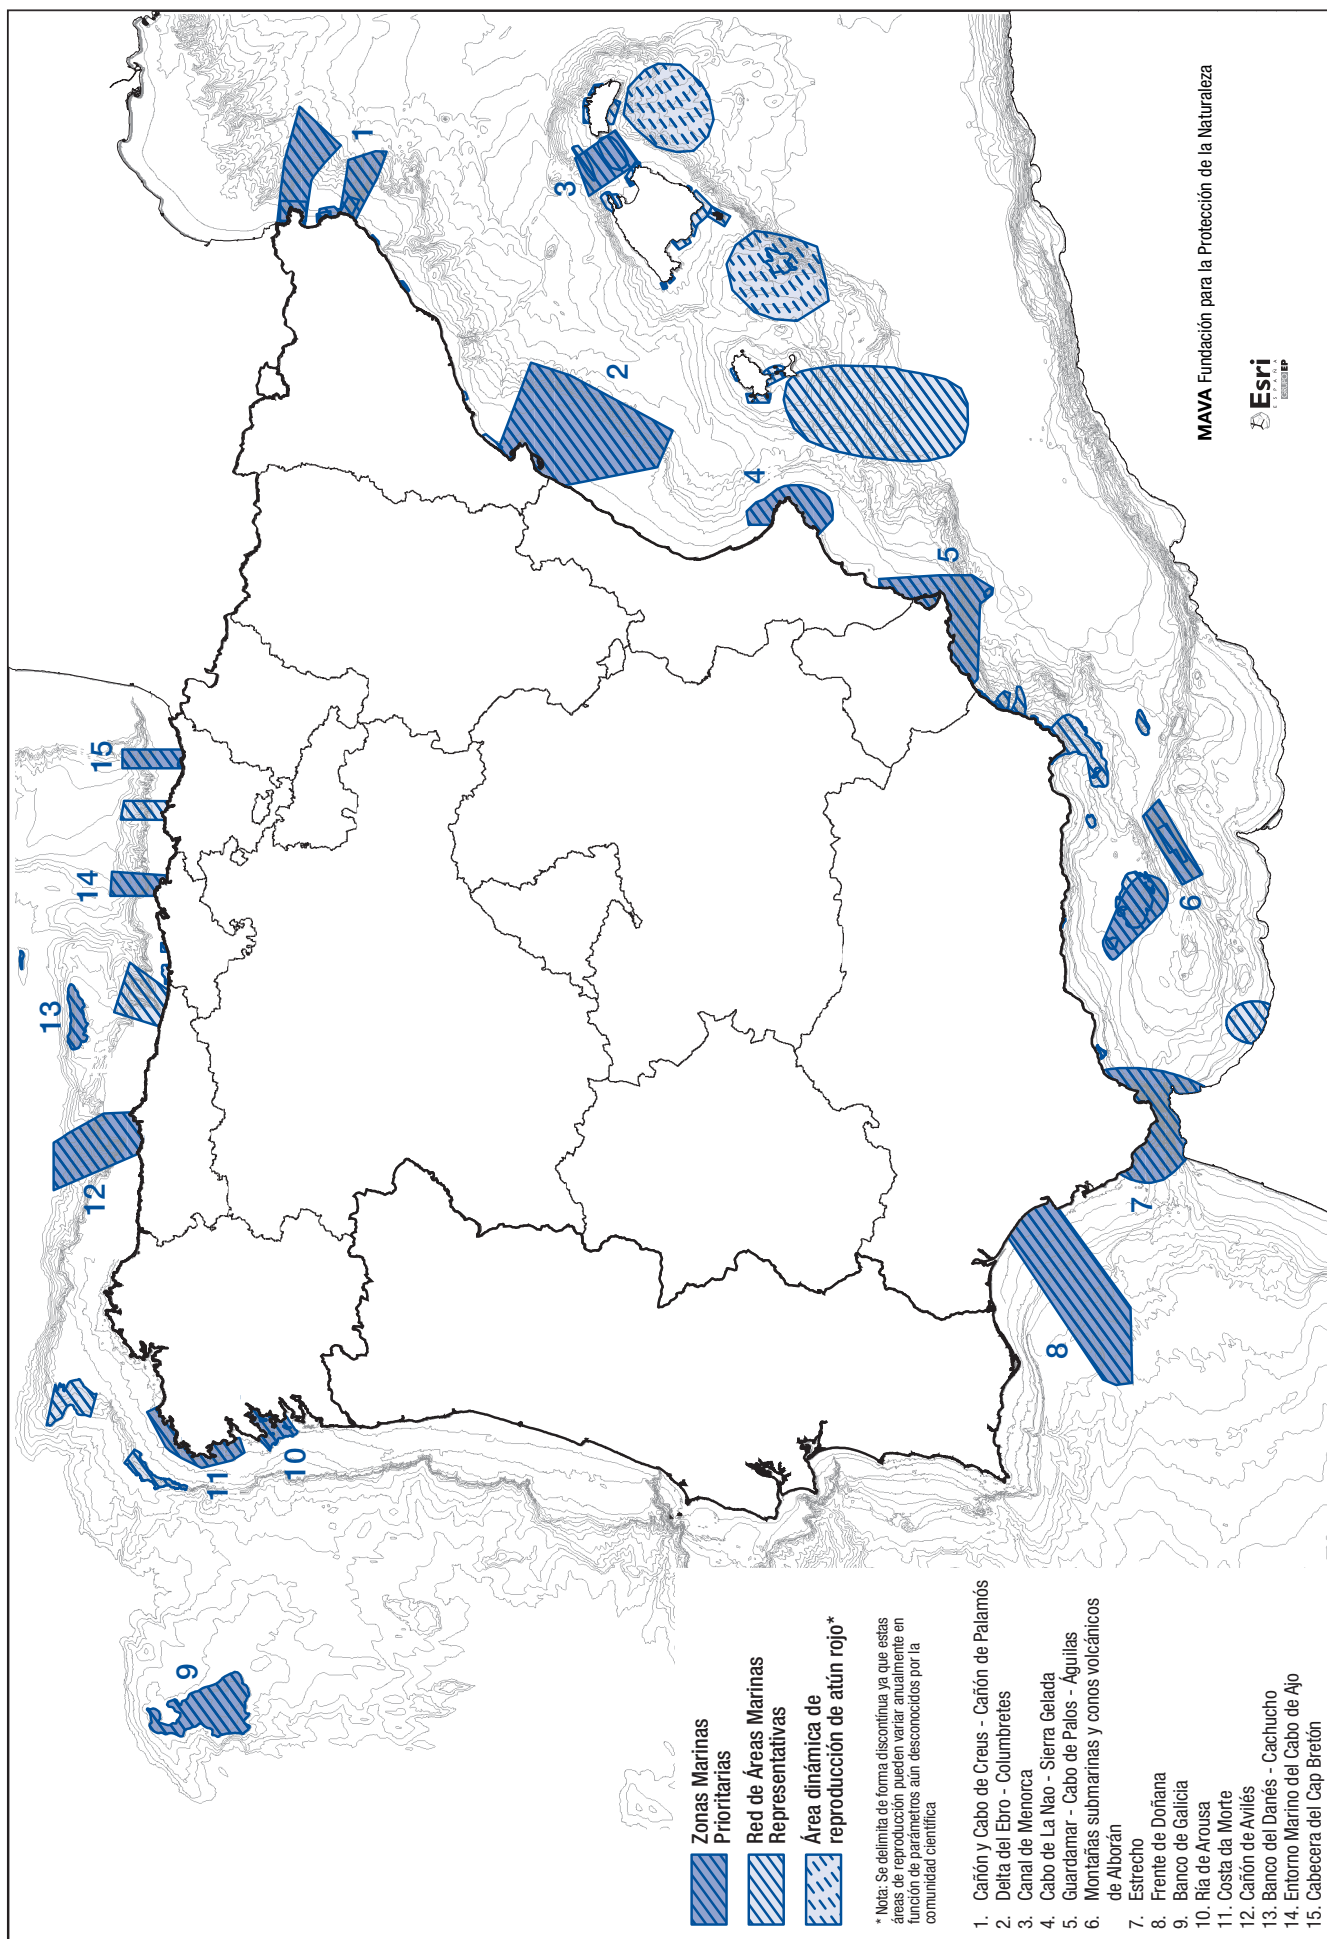 Zonas Marinas
Prioritarias
Red de Áreas Marinas
Representativas
Área dinámica de
reproducción de atún rojo*
* Nota: Se delimita de forma discontinua ya que estas
áreas de reproducción pueden variar anualmente en
función de parámetros aún desconocidos por la
comunidad científica
1. Cañón y Cabo de Creus - Cañón de Palamós
2. Delta del Ebro - Columbretes
3. Canal de Menorca
4. Cabo de La Nao - Sierra Gelada
5. Guardamar - Cabo de Palos - Águilas
6. Montañas submarinas y conos volcánicos
de Alborán
7. Estrecho
8. Frente de Doñana
9. Banco de Galicia
10. Ría de Arousa
11. Costa da Morte
12. Cañón de Avilés
13. Banco del Danés - Cachucho
14. Entorno Marino del Cabo de Ajo
15. Cabecera del Cap Bretón
9
11
10
12
13
14
15
8
7
6
5
4
2
3
1
MAVA Fundación para la Protección de la Naturaleza
Esri
ESPAÑA
GRUPO EP